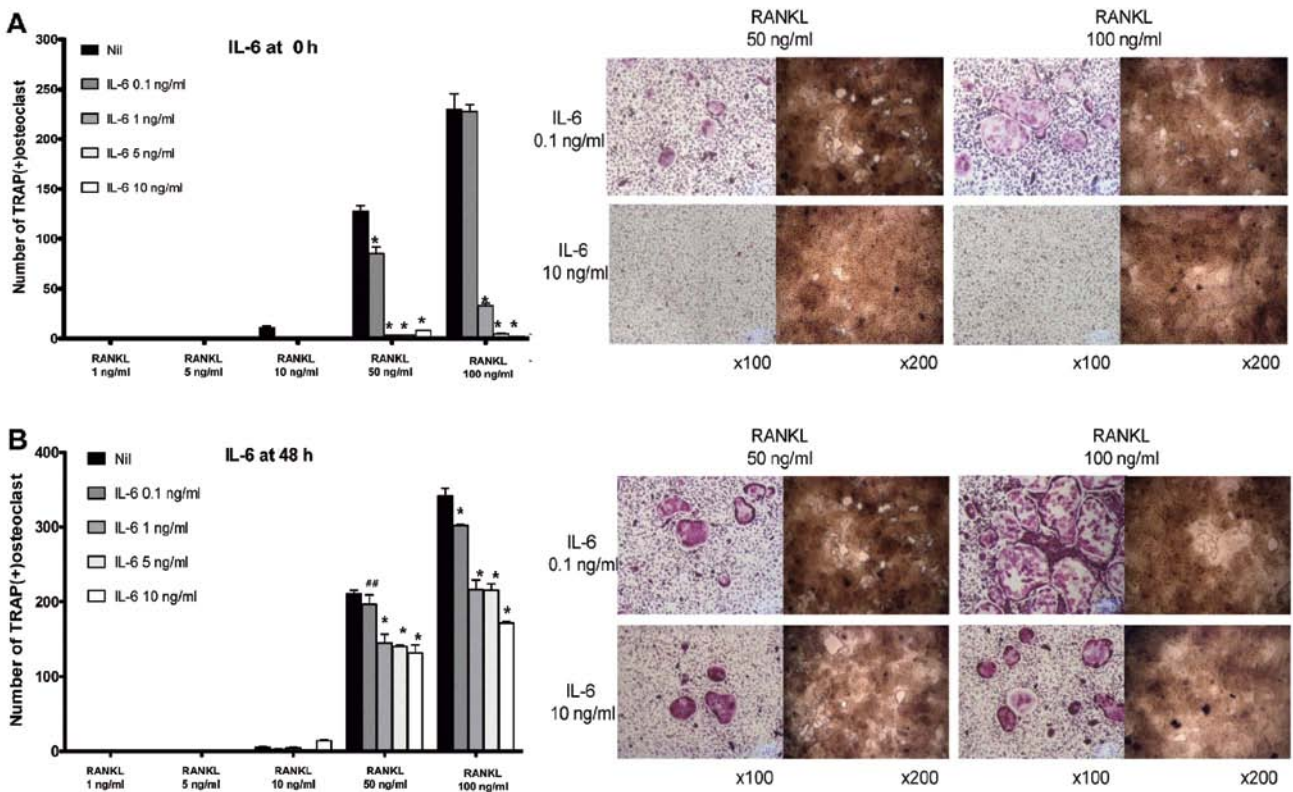 A
IL-6 at 0 h
Number of TRAP(+)osteoclast
300
250
200
150
100
50
0
Nil
IL-6 0.1 ng/ml
IL-6 1 ng/ml
IL-6 5 ng/ml
IL-6 10 ng/ml
*
* *
*
*
* *
RANKL
1 ng/ml
RANKL
5 ng/ml
RANKL
10 ng/ml
RANKL
50 ng/ml
RANKL
100 ng/ml
RANKL
50 ng/ml
RANKL
100 ng/ml
IL-6
0.1 ng/ml
IL-6
10 ng/ml
x100
x200
x100
x200
B
IL-6 at 48 h
Number of TRAP(+)osteoclast
400
300
200
100
0
Nil
IL-6 0.1 ng/ml
IL-6 1 ng/ml
IL-6 5 ng/ml
IL-6 10 ng/ml
##
*
*
*
*
* *
*
RANKL
1 ng/ml
RANKL
5 ng/ml
RANKL
10 ng/ml
RANKL
50 ng/ml
RANKL
100 ng/ml
RANKL
50 ng/ml
RANKL
100 ng/ml
IL-6
0.1 ng/ml
IL-6
10 ng/ml
x100
x200
x100
x200